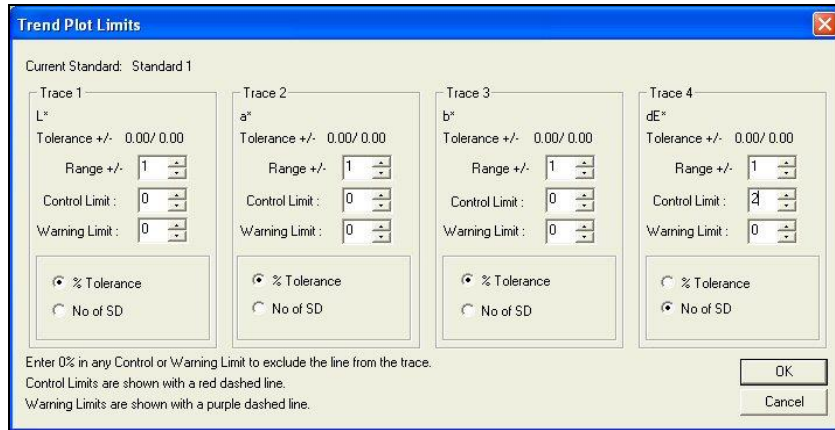 Trend Plot Limits
Current Standard: Standard 1
Trace 1
L*
Tolerance +/- 0.00/ 0.00
Range +/- 1
Control Limit : 0
Warning Limit : 0
% Tolerance
No of SD
Trace 2
a*
Tolerance +/- 0.00/ 0.00
Range +/- 1
Control Limit : 0
Warning Limit : 0
% Tolerance
No of SD
Trace 3
b*
Tolerance +/- 0.00/ 0.00
Range +/- 1
Control Limit : 0
Warning Limit : 0
% Tolerance
No of SD
Trace 4
dE*
Tolerance +/- 0.00/ 0.00
Range +/- 1
Control Limit : 2
Warning Limit : 0
% Tolerance
No of SD
Enter 0% in any Control or Warning Limit to exclude the line from the trace.
Control Limits are shown with a red dashed line.
Warning Limits are shown with a purple dashed line.
OK
Cancel